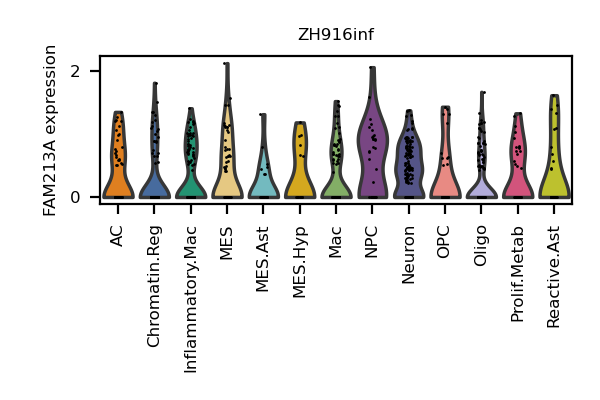 ZH916inf
FAM213A expression
2
0
AC
Chromatin.Reg
Inflammatory.Mac
MES
MES.Ast
MES.Hyp
Mac
NPC
Neuron
OPC
Oligo
Prolif.Metab
Reactive.Ast